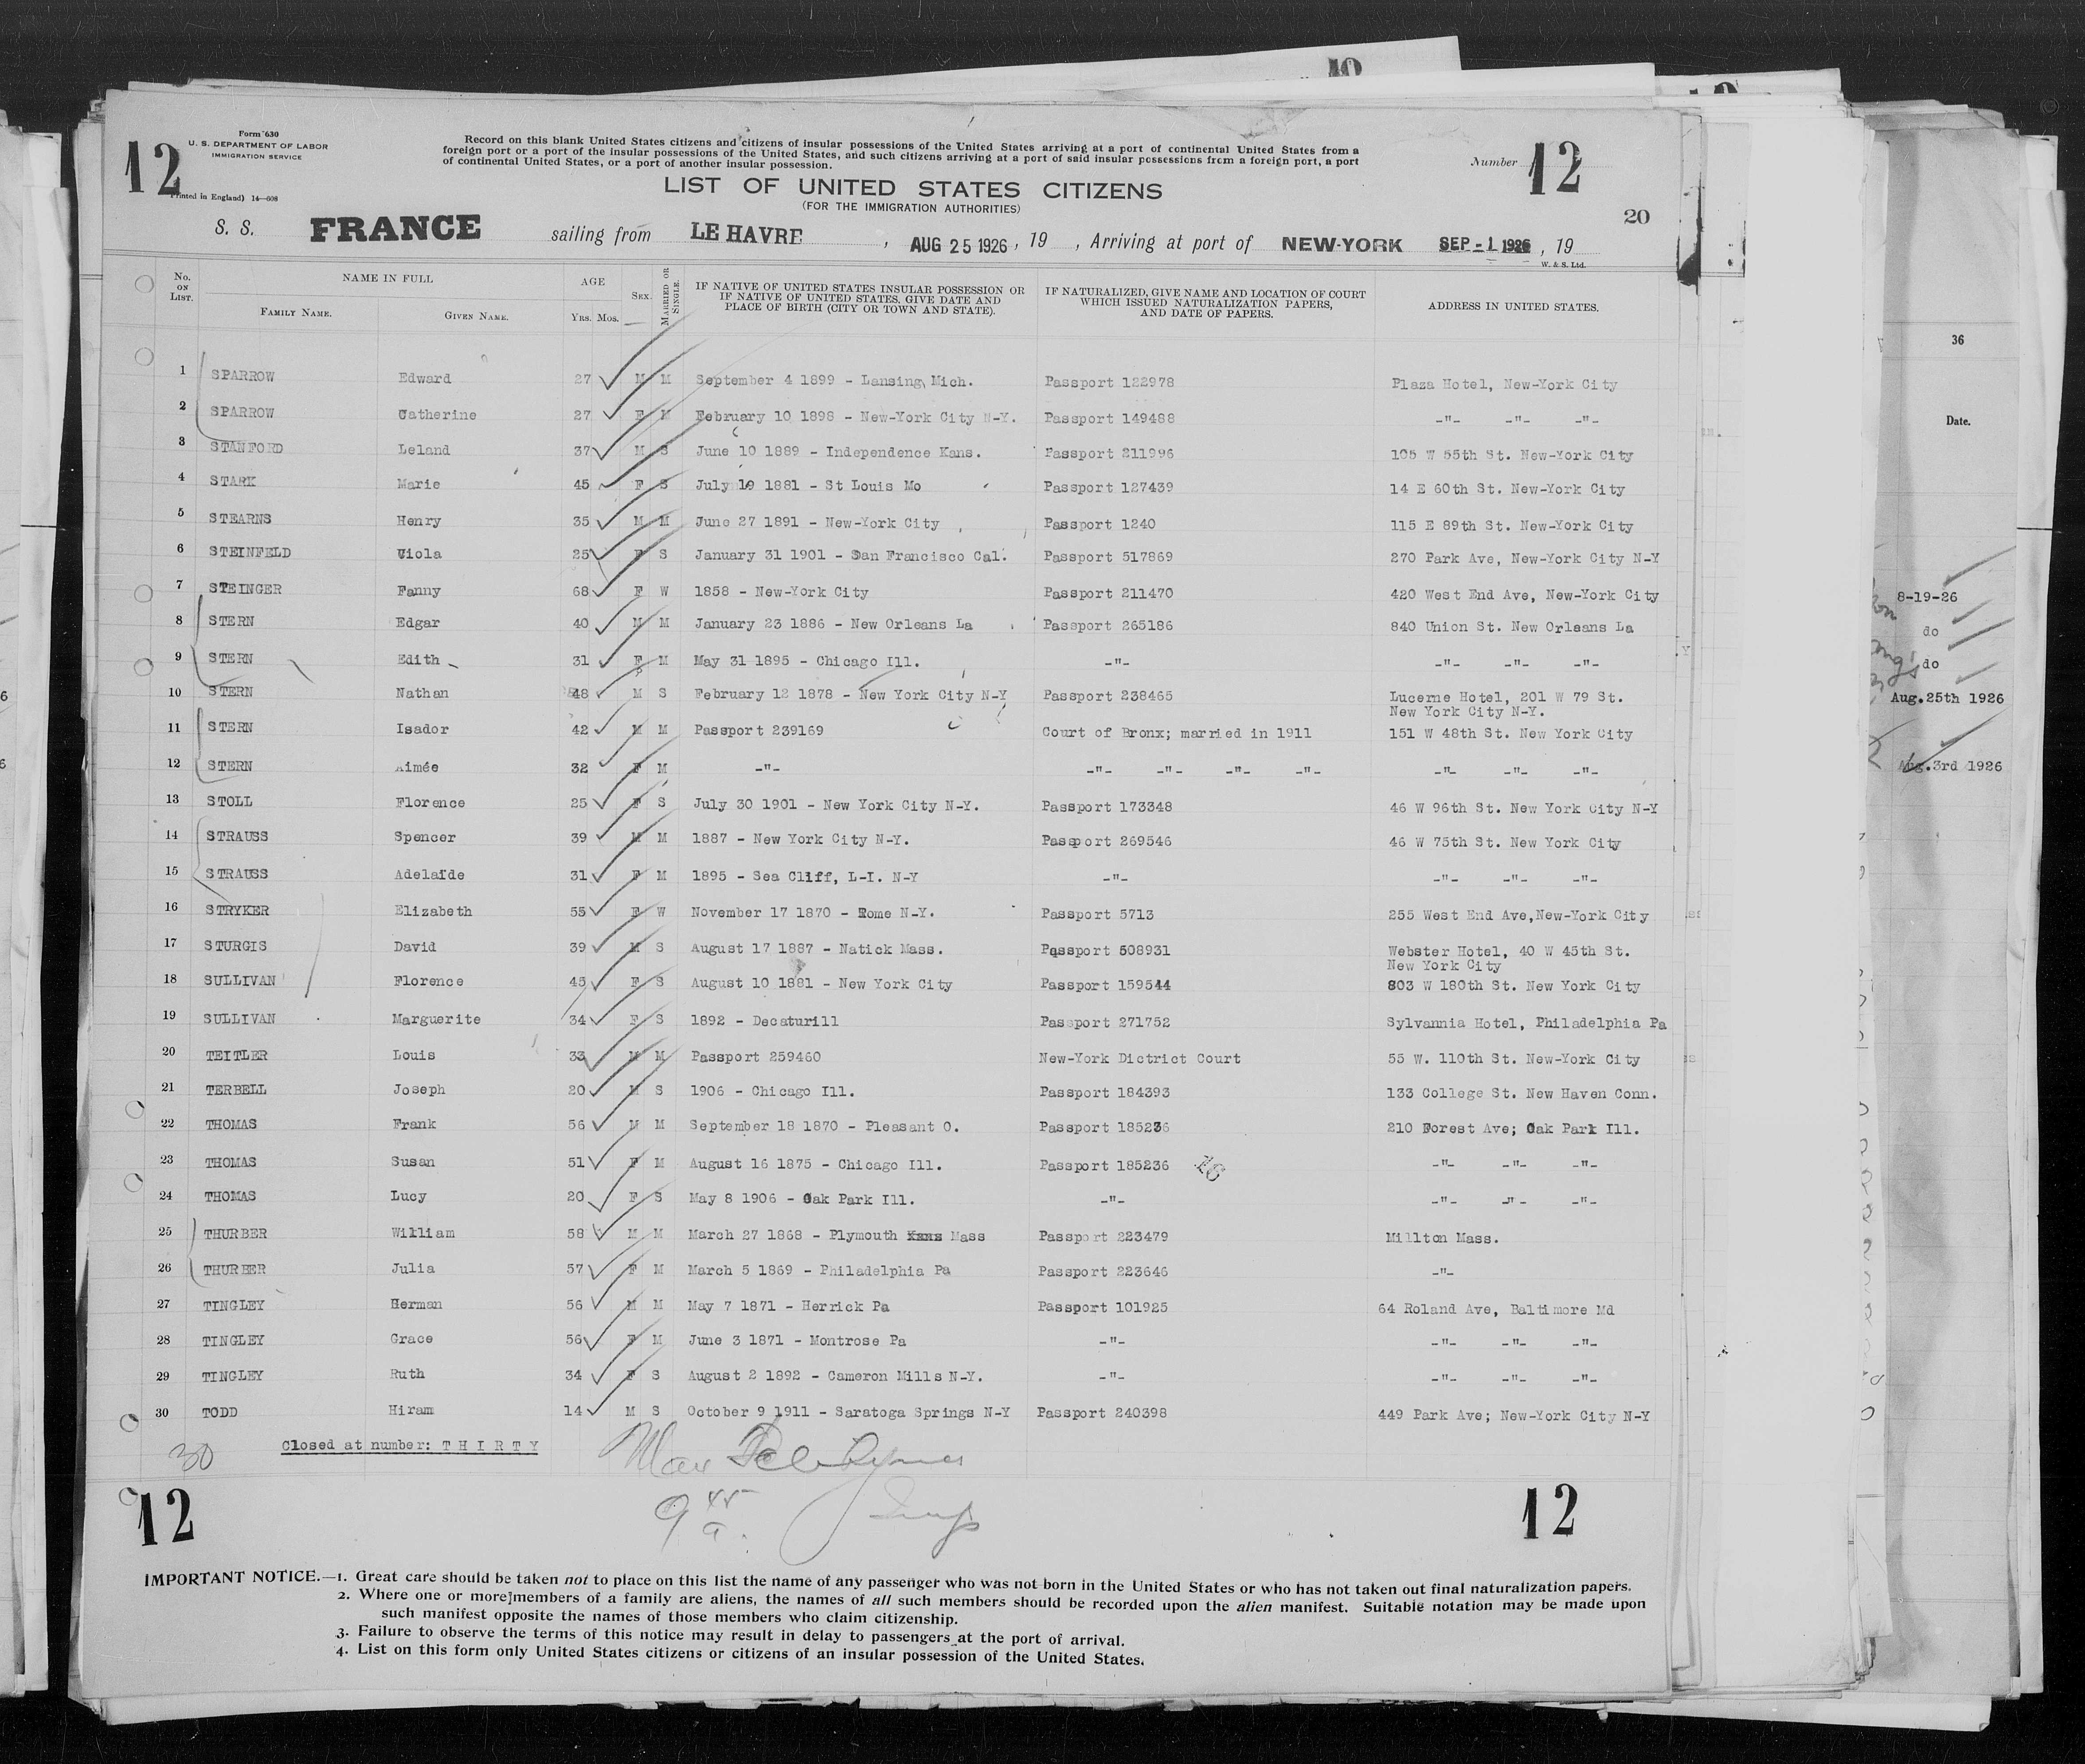 10
Form 630
U. S. DEPARTMENT OF LABOR
IMMIGRATION SERVICE
12
Printed in England) 14—608
Record on this blank United States citizens and citizens of insular possessions of the United States arriving at a port of continental United States from a
foreign port or a port of the insular possessions of the United States, and such citizens arriving at a port of said insular possessions from a foreign port, a port
of continental United States, or a port of another insular possession.
Number 12
LIST OF UNITED STATES CITIZENS
(FOR THE IMMIGRATION AUTHORITIES)
20
S. S. FRANCE sailing from LE HAVRE , AUG 25 1926 , 19 , Arriving at port of NEW-YORK SEP - 1 1926 , 19
W. & S. Ltd.
No. ON LIST. NAME IN FULL FAMILY NAME. GIVEN NAME. AGE Yrs. Mos. SEX. MARRIED OR SINGLE. IF NATIVE OF UNITED STATES INSULAR POSSESSION OR IF NATIVE OF UNITED STATES, GIVE DATE AND PLACE OF BIRTH (CITY OR TOWN AND STATE). IF NATURALIZED, GIVE NAME AND LOCATION OF COURT WHICH ISSUED NATURALIZATION PAPERS, AND DATE OF PAPERS. ADDRESS IN UNITED STATES.
1 SPARROW Edward 27 M M September 4 1899 - Lansing Mich. Passport 122978 Plaza Hotel, New-York City
2 SPARROW Catherine 27 F M February 10 1898 - New-York City N-Y. Passport 149488 -"- -"- -"-
3 STANFORD Leland 37 M S June 10 1889 - Independence Kans. Passport 211996 105 W 55th St. New-York City
4 STARK Marie 45 F S July 19 1881 - St Louis Mo Passport 127439 14 E 60th St. New-York City
5 STEARNS Henry 35 M M June 27 1891 - New-York City Passport 1240 115 E 89th St. New-York City
6 STEINFELD Viola 25 F S January 31 1901 - San Francisco Cal. Passport 517869 270 Park Ave, New-York City N-Y
7 STEINGER Fanny 68 F W 1858 - New-York City Passport 211470 420 West End Ave, New-York City
8 STERN Edgar 40 M M January 23 1886 - New Orleans La Passport 265186 840 Union St. New Orleans La
9 STERN Edith 31 F M May 31 1895 - Chicago Ill. -"- -"- -"- -"-
10 STERN Nathan 48 M S February 12 1878 - New York City N-Y Passport 238465 Lucerne Hotel, 201 W 79 St.
New York City N-Y.
11 STERN Isador 42 M M Passport 239169 Court of Bronx; married in 1911 151 W 48th St. New York City
12 STERN Aimée 32 F M -"- -"- -"- -"- -"- -"- -"- -"-
13 STOLL Florence 25 F S July 30 1901 - New York City N-Y. Passport 173348 46 W 96th St. New York City N-Y
14 STRAUSS Spencer 39 M M 1887 - New York City N-Y. Passport 269546 46 W 75th St. New York City
15 STRAUSS Adelaïde 31 F M 1895 - Sea Cliff, L-I. N-Y -"- -"- -"- -"-
16 STRYKER Elizabeth 55 F W November 17 1870 - Rome N-Y. Passport 5713 255 West End Ave,New-York City
17 STURGIS David 39 M S August 17 1887 - Natick Mass. Passport 508931 Webster Hotel, 40 W 45th St.
New York City
18 SULLIVAN Florence 45 F S August 10 1881 - New York City Passport 159544 803 W 180th St. New York City
19 SULLIVAN Marguerite 34 F S 1892 - Decaturill Passport 271752 Sylvannia Hotel, Philadelphia Pa
20 TEITLER Louis 33 M M Passport 259460 New-York District Court 55 W. 110th St. New-York City
21 TERBELL Joseph 20 M S 1906 - Chicago Ill. Passport 184393 133 College St. New Haven Conn.
22 THOMAS Frank 56 M M September 18 1870 - Pleasant O. Passport 185236 210 Forest Ave; Oak Park Ill.
23 THOMAS Susan 51 F M August 16 1875 - Chicago Ill. Passport 185236 -"- -"- -"-
24 THOMAS Lucy 20 F S May 8 1906 - Oak Park Ill. -"- -"- -"- -"-
25 THURBER William 58 M M March 27 1868 - Plymouth Mass Passport 223479 Millton Mass.
26 THURBER Julia 57 F M March 5 1869 - Philadelphia Pa Passport 223646 -"-
27 TINGLEY Herman 56 M M May 7 1871 - Herrick Pa Passport 101925 64 Roland Ave, Baltimore Md
28 TINGLEY Grace 56 F M June 3 1871 - Montrose Pa -"- -"- -"- -"-
29 TINGLEY Ruth 34 F S August 2 1892 - Cameron Mills N-Y. -"- -"- -"- -"-
30 TODD Hiram 14 M S October 9 1911 - Saratoga Springs N-Y Passport 240398 449 Park Ave; New-York City N-Y
30 Closed at number: T H I R T Y
Max
9 45 a. Insp
12 12
IMPORTANT NOTICE.—1. Great care should be taken not to place on this list the name of any passenger who was not born in the United States or who has not taken out final naturalization papers.
2. Where one or more members of a family are aliens, the names of all such members should be recorded upon the alien manifest. Suitable notation may be made upon
such manifest opposite the names of those members who claim citizenship.
3. Failure to observe the terms of this notice may result in delay to passengers at the port of arrival.
4. List on this form only United States citizens or citizens of an insular possession of the United States.
36
Date.
8-19-26
do
do
Aug.25th 1926
Aug.3rd 1926